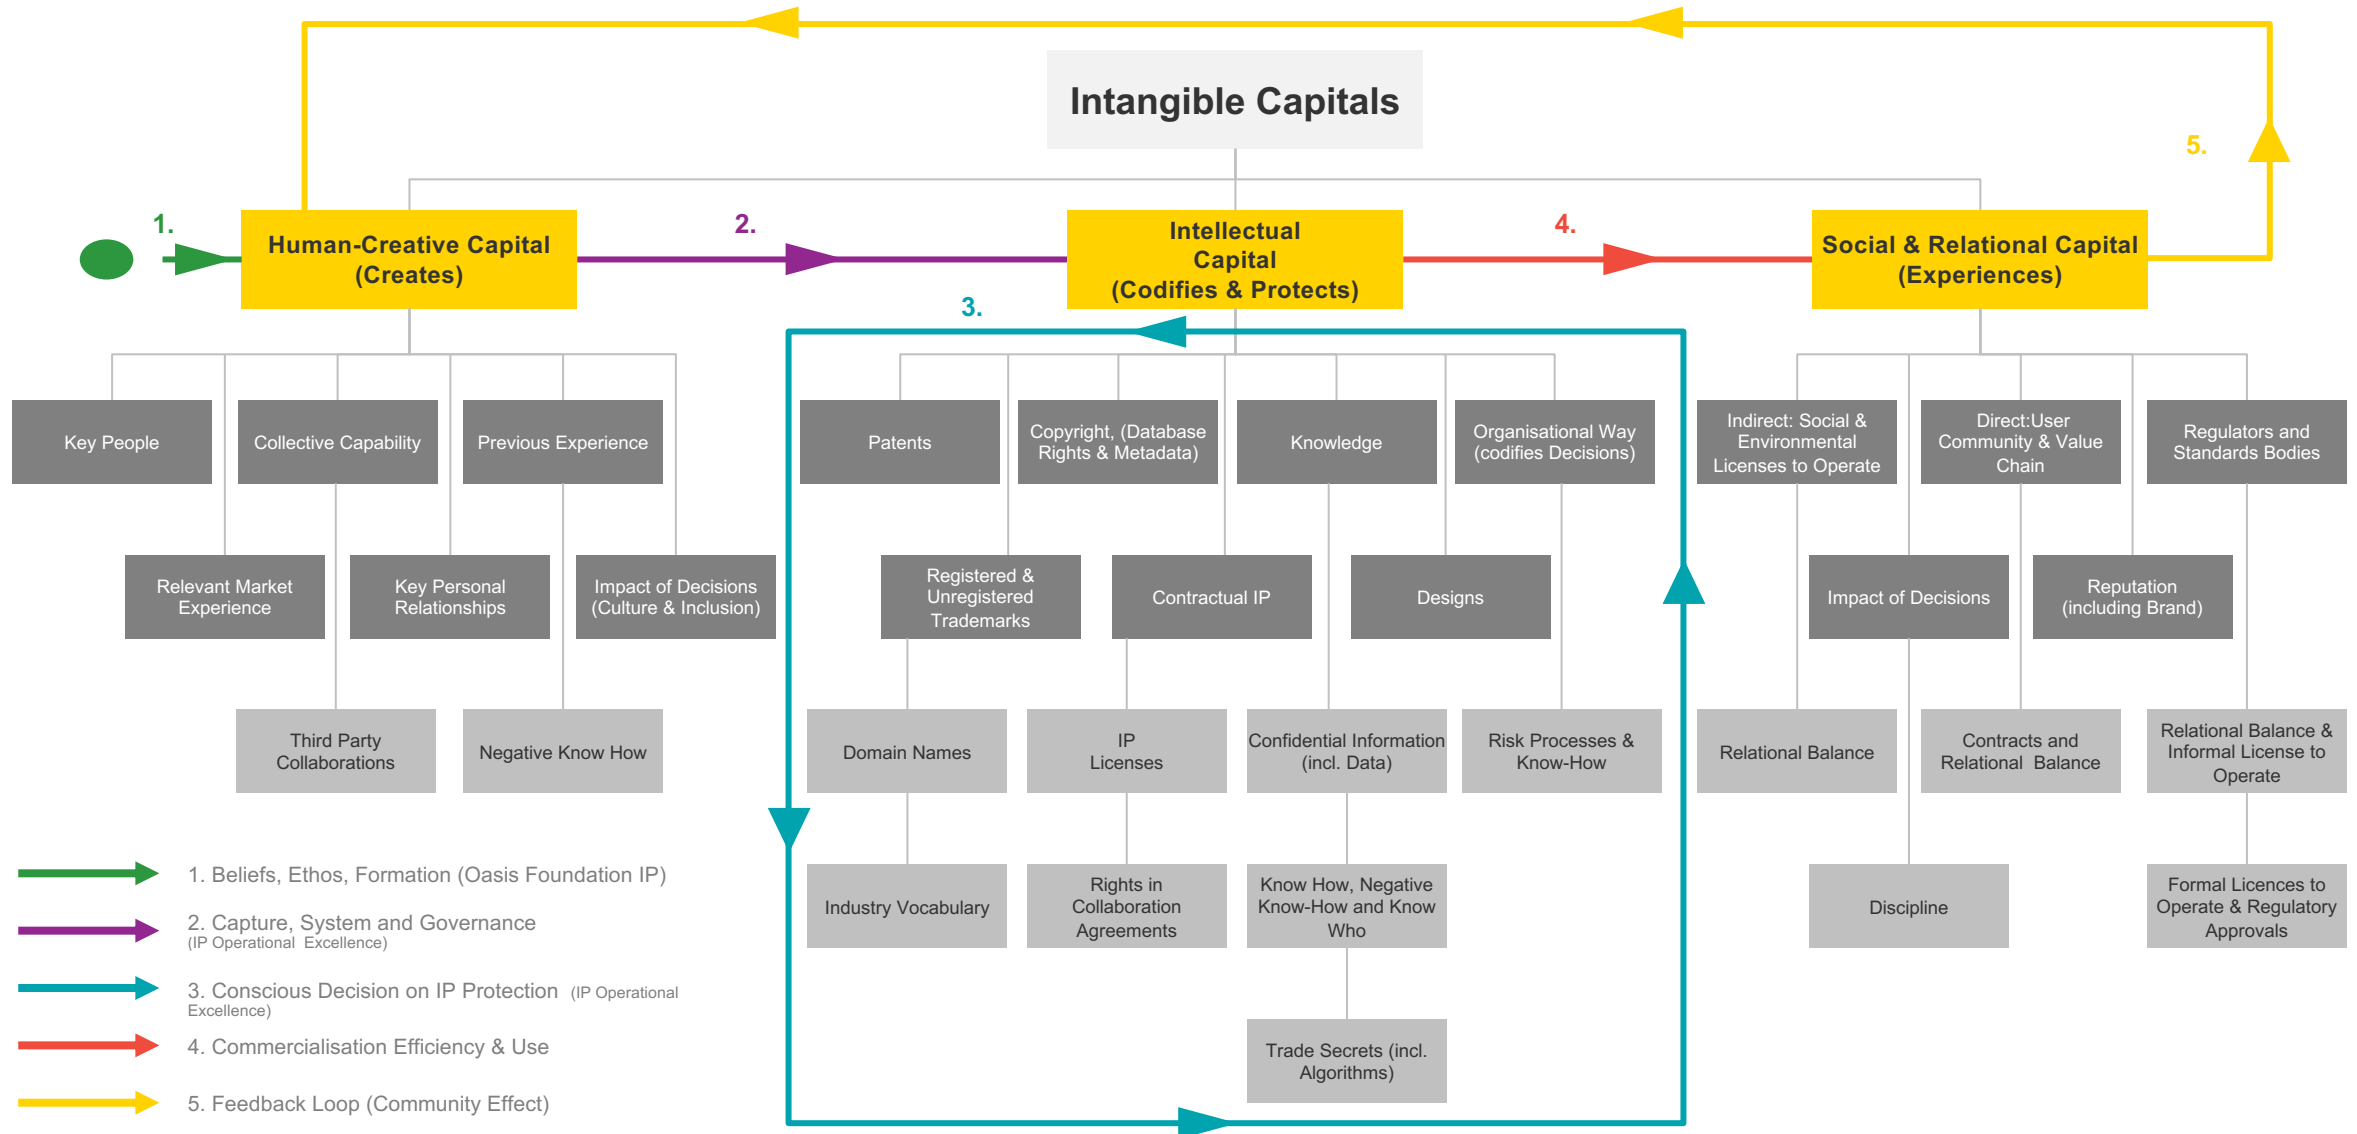 Intangible Capitals
5.
1.
Human-Creative Capital
(Creates)
2.
Intellectual
Capital
(Codifies & Protects)
4.
Social & Relational Capital
(Experiences)
3.
Key People
Collective Capability
Previous Experience
Patents
Copyright, (Database
Rights & Metadata)
Knowledge
Organisational Way
(codifies Decisions)
Indirect: Social &
Environmental
Licenses to Operate
Direct:User
Community & Value
Chain
Regulators and
Standards Bodies
Relevant Market
Experience
Key Personal
Relationships
Impact of Decisions
(Culture & Inclusion)
Registered &
Unregistered
Trademarks
Contractual IP
Designs
Impact of Decisions
Reputation
(including Brand)
Third Party
Collaborations
Negative Know How
Domain Names
IP
Licenses
Confidential Information
(incl. Data)
Risk Processes &
Know-How
Relational Balance
Contracts and
Relational  Balance
Relational Balance &
Informal License to
Operate
Industry Vocabulary
Rights in
Collaboration
Agreements
Know How, Negative
Know-How and Know
Who
Discipline
Formal Licences to
Operate & Regulatory
Approvals
Trade Secrets (incl.
Algorithms)
1. Beliefs, Ethos, Formation (Oasis Foundation IP)
2. Capture, System and Governance
(IP Operational  Excellence)
3. Conscious Decision on IP Protection  (IP Operational
Excellence)
4. Commercialisation Efficiency & Use
5. Feedback Loop (Community Effect)